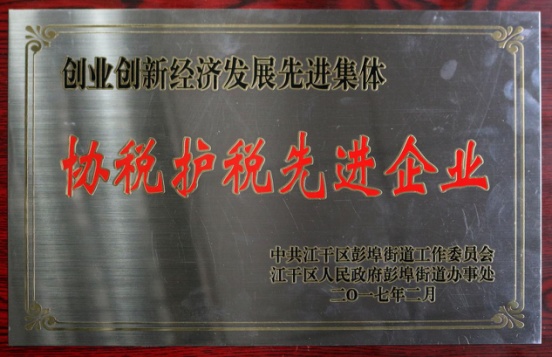 创业创新经济发展先进集体
协税护税先进企业
中共江干区彭埠街道工作委员会
江干区人民政府彭埠街道办事处
二〇一七年二月